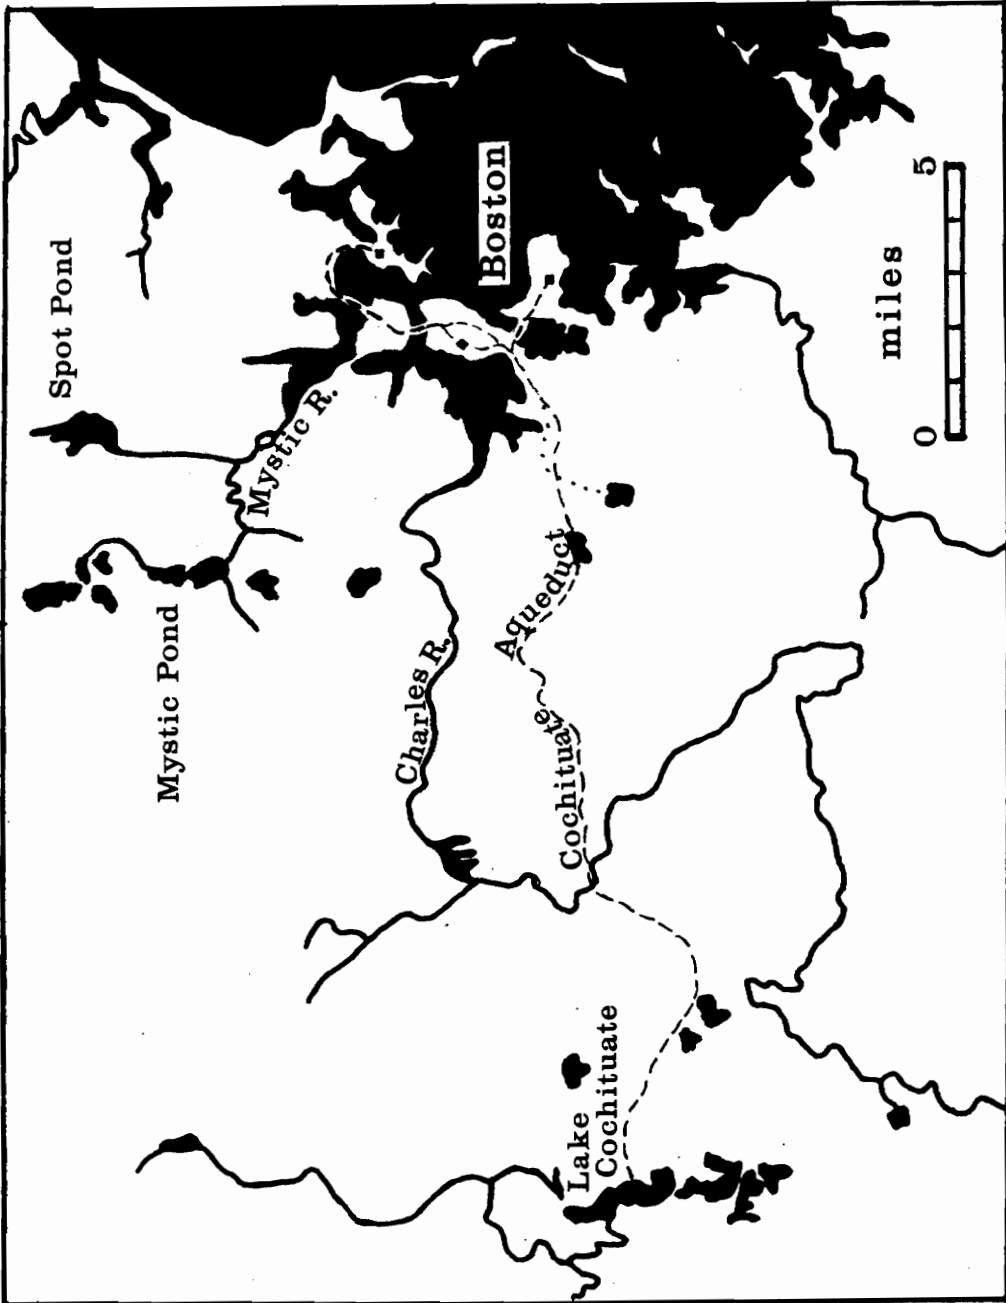 Spot Pond
Mystic Pond
Mystic R.
Charles R.
Boston
Cochituate Aqueduct
Lake
Cochituate
0 5
miles